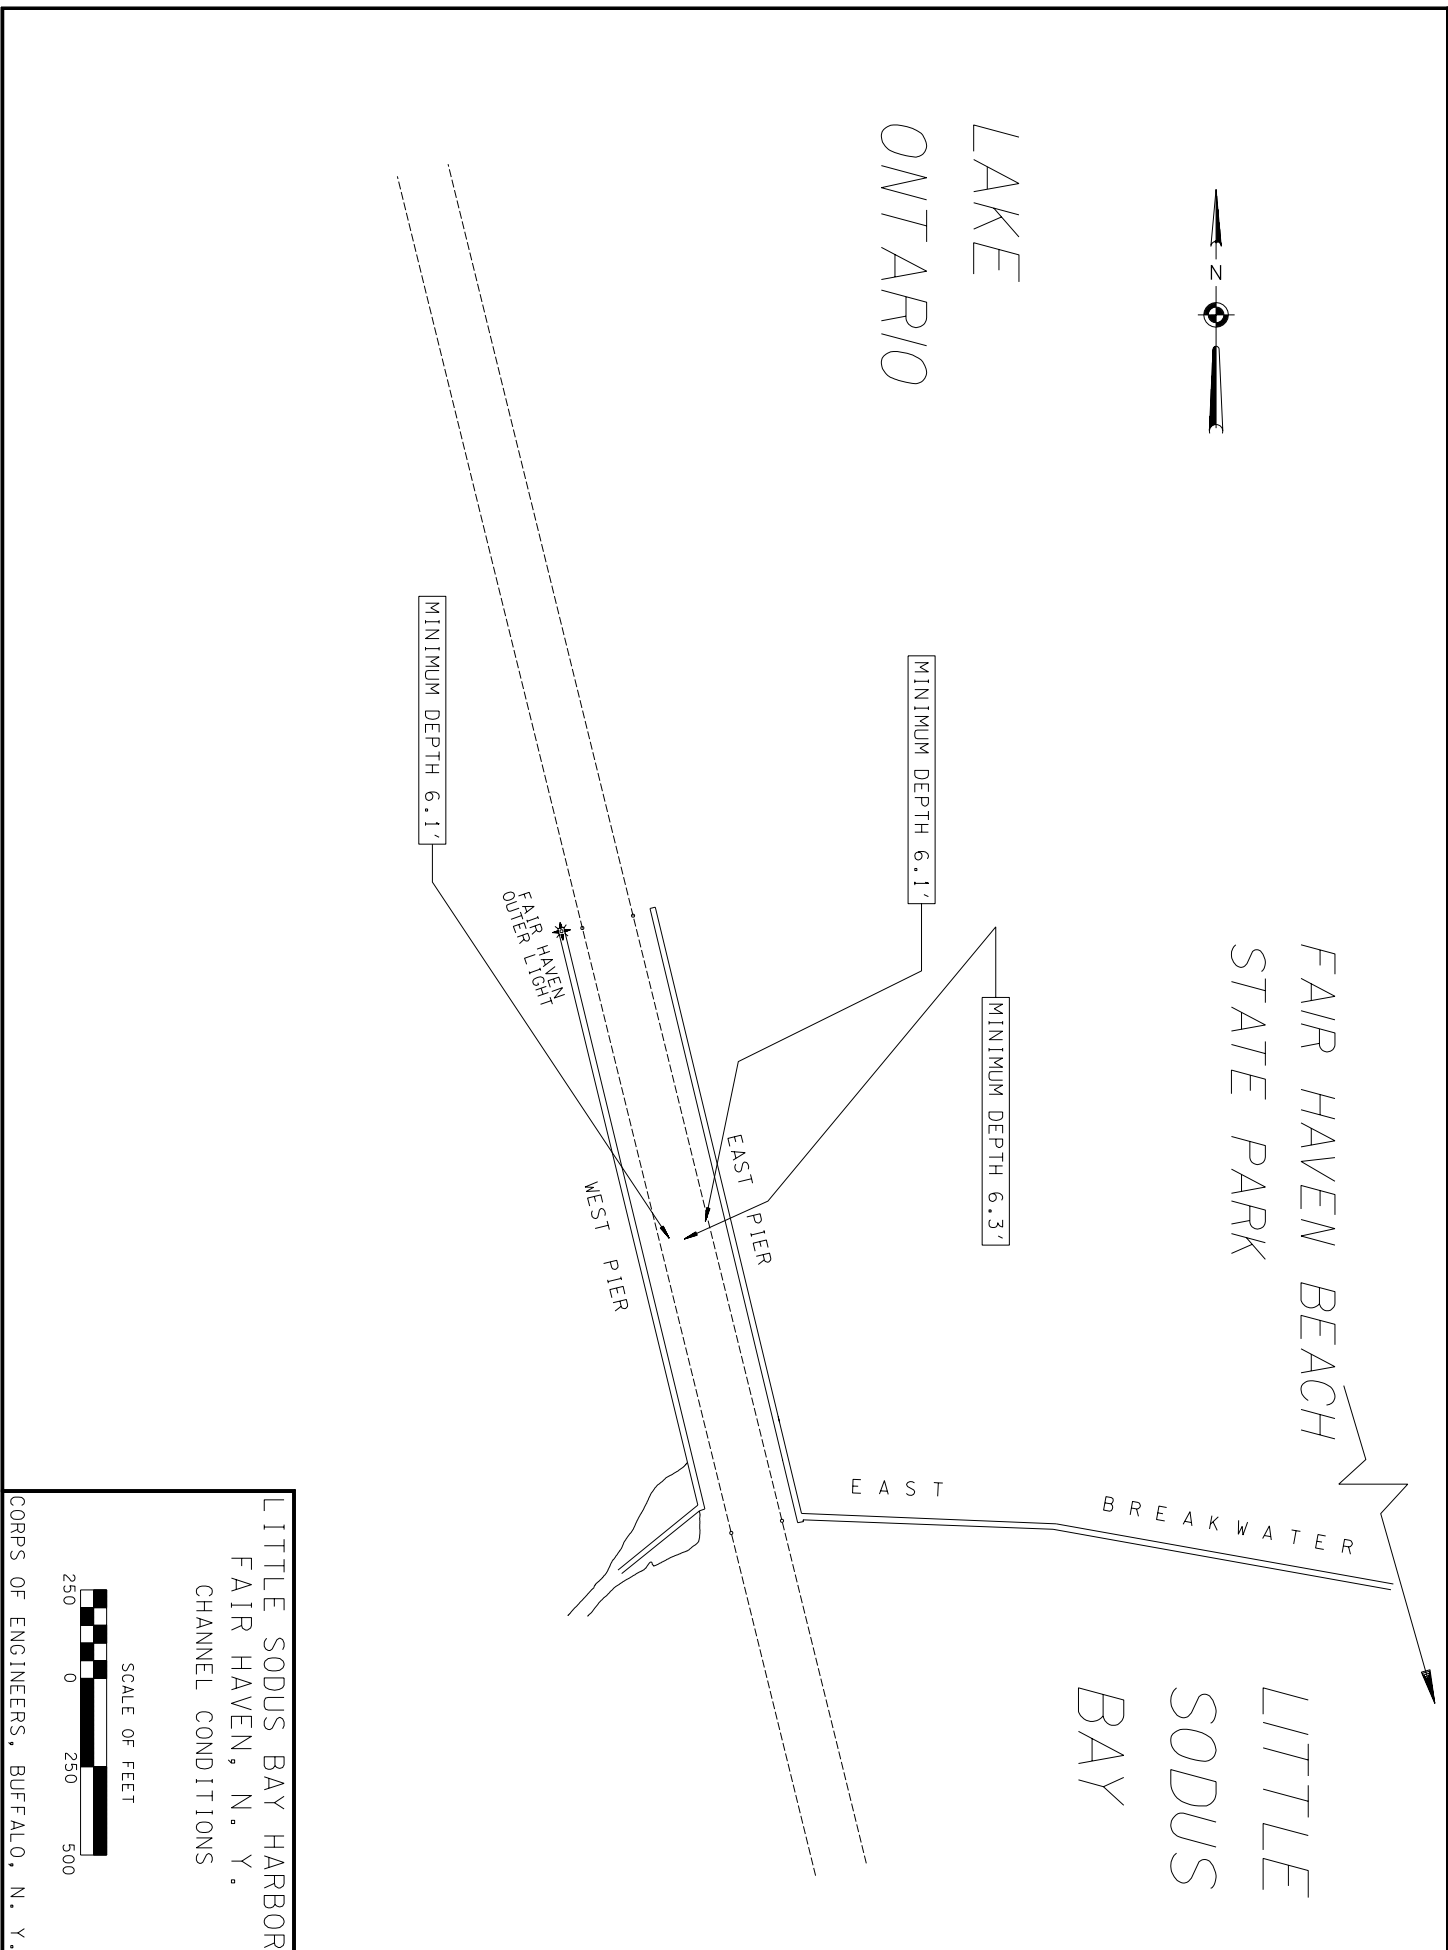 LAKE
ONTARIO
N
FAIR HAVEN BEACH
STATE PARK
LITTLE
SODUS
BAY
MINIMUM DEPTH 6.3'
MINIMUM DEPTH 6.1'
MINIMUM DEPTH 6.1'
EAST BREAKWATER
EAST PIER
WEST PIER
FAIR HAVEN
OUTER LIGHT
LITTLE SODUS BAY HARBOR
FAIR HAVEN, N. Y.
CHANNEL CONDITIONS
SCALE OF FEET
250 0 250 500
CORPS OF ENGINEERS, BUFFALO, N. Y.